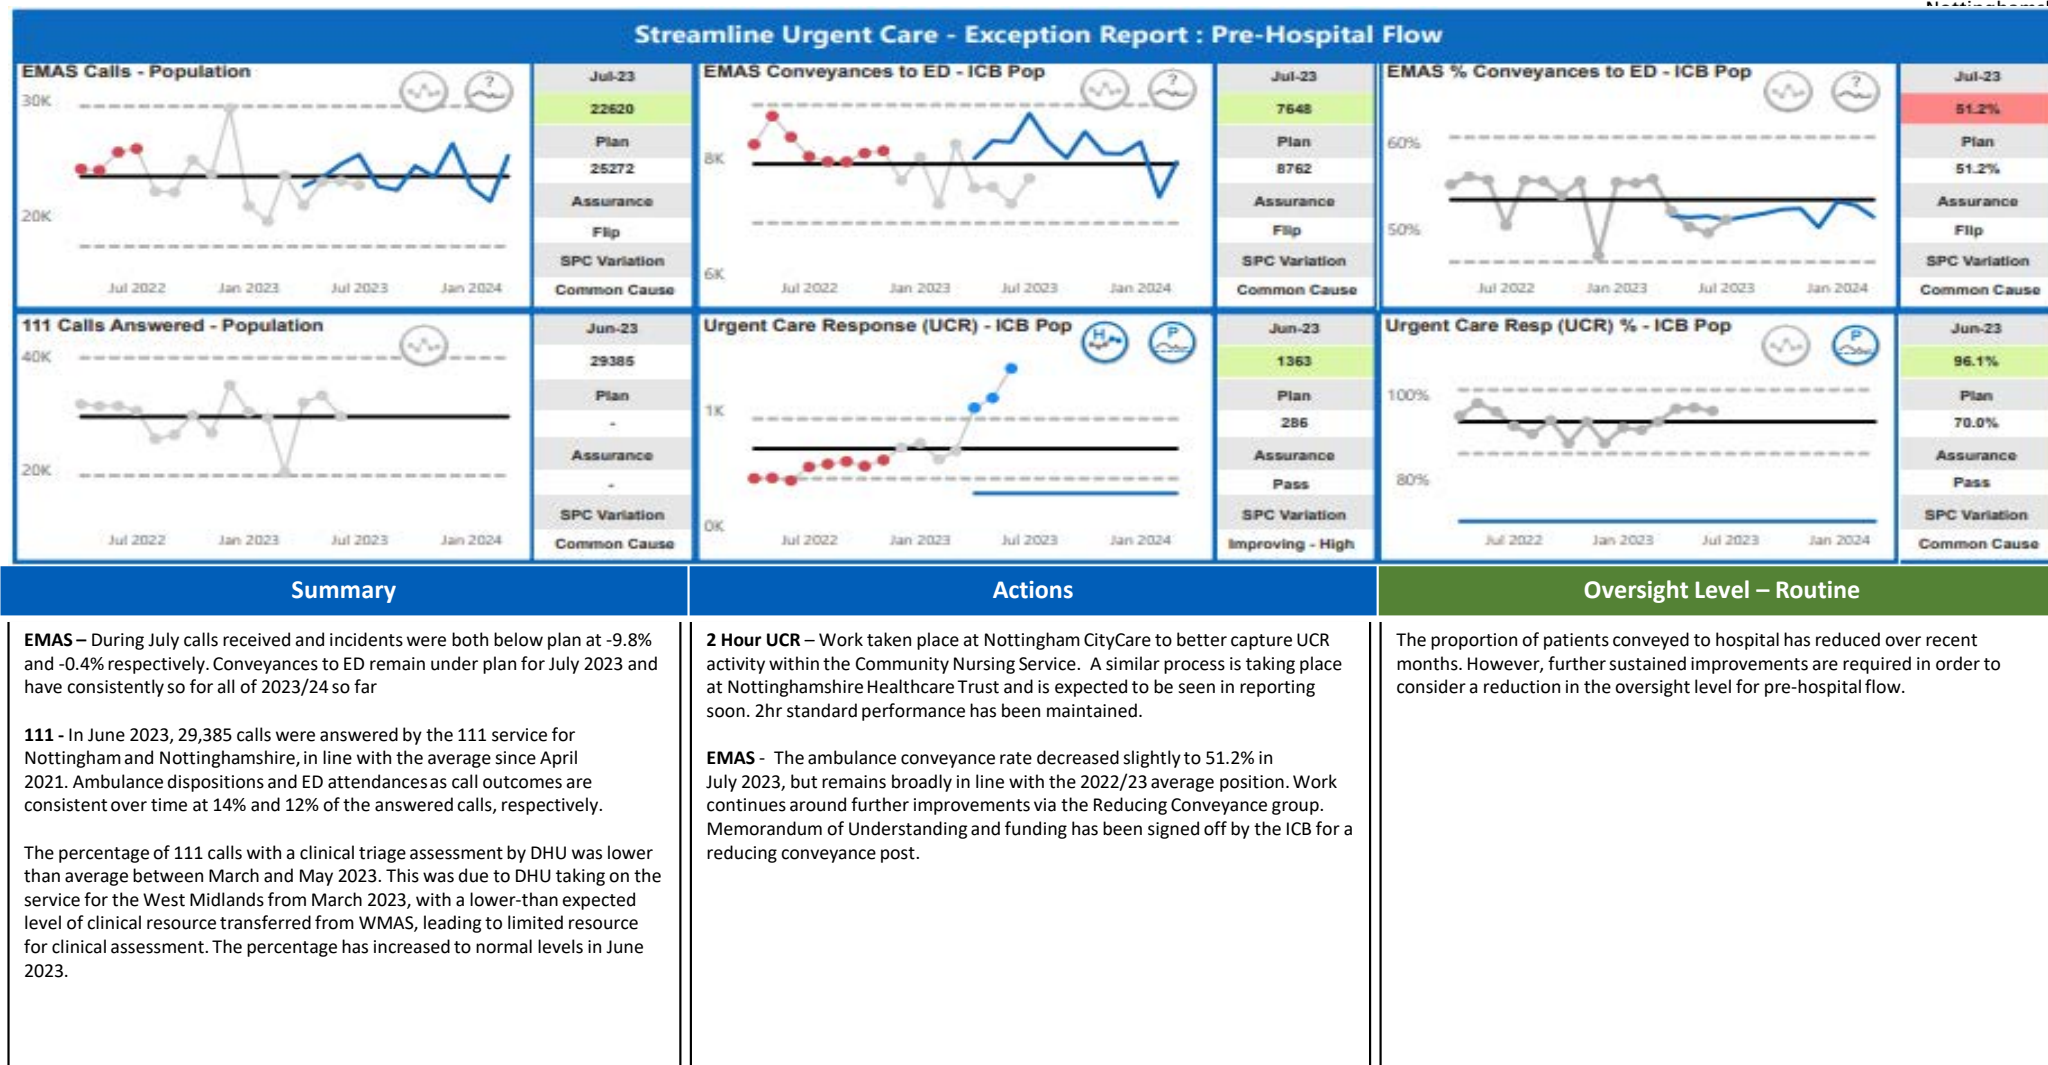 Streamline Urgent Care - Exception Report : Pre-Hospital Flow
EMAS Calls - Population
?
30K
20K
Jul 2022 Jan 2023 Jul 2023 Jan 2024
Jul-23
22620
Plan
25272
Assurance
Flip
SPC Variation
Common Cause
EMAS Conveyances to ED - ICB Pop
?
8K
6K
Jul 2022 Jan 2023 Jul 2023 Jan 2024
Jul-23
7648
Plan
8762
Assurance
Flip
SPC Variation
Common Cause
EMAS % Conveyances to ED - ICB Pop
?
60%
50%
Jul 2022 Jan 2023 Jul 2023 Jan 2024
Jul-23
51.2%
Plan
51.2%
Assurance
Flip
SPC Variation
Common Cause
111 Calls Answered - Population
40K
20K
Jul 2022 Jan 2023 Jul 2023 Jan 2024
Jun-23
29385
Plan
-
Assurance
-
SPC Variation
Common Cause
Urgent Care Response (UCR) - ICB Pop
H
P
1K
0K
Jul 2022 Jan 2023 Jul 2023 Jan 2024
Jun-23
1363
Plan
286
Assurance
Pass
SPC Variation
Improving - High
Urgent Care Resp (UCR) % - ICB Pop
P
100%
80%
Jul 2022 Jan 2023 Jul 2023 Jan 2024
Jun-23
96.1%
Plan
70.0%
Assurance
Pass
SPC Variation
Common Cause
Summary
EMAS – During July calls received and incidents were both below plan at -9.8%
and -0.4% respectively. Conveyances to ED remain under plan for July 2023 and
have consistently so for all of 2023/24 so far
111 - In June 2023, 29,385 calls were answered by the 111 service for
Nottingham and Nottinghamshire, in line with the average since April
2021. Ambulance dispositions and ED attendances as call outcomes are
consistent over time at 14% and 12% of the answered calls, respectively.
The percentage of 111 calls with a clinical triage assessment by DHU was lower
than average between March and May 2023. This was due to DHU taking on the
service for the West Midlands from March 2023, with a lower-than expected
level of clinical resource transferred from WMAS, leading to limited resource
for clinical assessment. The percentage has increased to normal levels in June
2023.
Actions
2 Hour UCR – Work taken place at Nottingham CityCare to better capture UCR
activity within the Community Nursing Service. A similar process is taking place
at Nottinghamshire Healthcare Trust and is expected to be seen in reporting
soon. 2hr standard performance has been maintained.
EMAS - The ambulance conveyance rate decreased slightly to 51.2% in
July 2023, but remains broadly in line with the 2022/23 average position. Work
continues around further improvements via the Reducing Conveyance group.
Memorandum of Understanding and funding has been signed off by the ICB for a
reducing conveyance post.
Oversight Level – Routine
The proportion of patients conveyed to hospital has reduced over recent
months. However, further sustained improvements are required in order to
consider a reduction in the oversight level for pre-hospital flow.